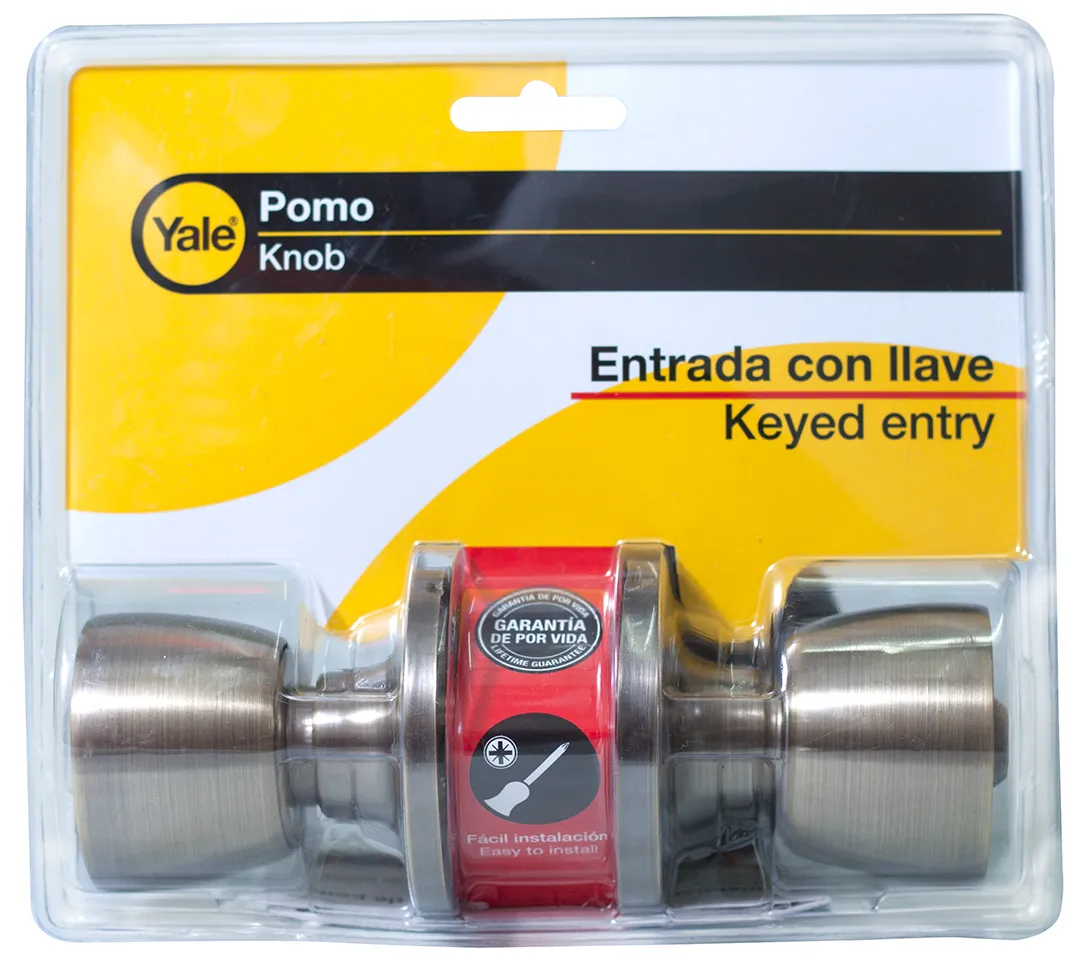 Yale®
Pomo
Knob
Entrada con llave
Keyed entry
GARANTÍA DE POR VIDA
GARANTÍA
DE POR VIDA
LIFETIME GUARANTEE
Fácil instalación
Easy to install